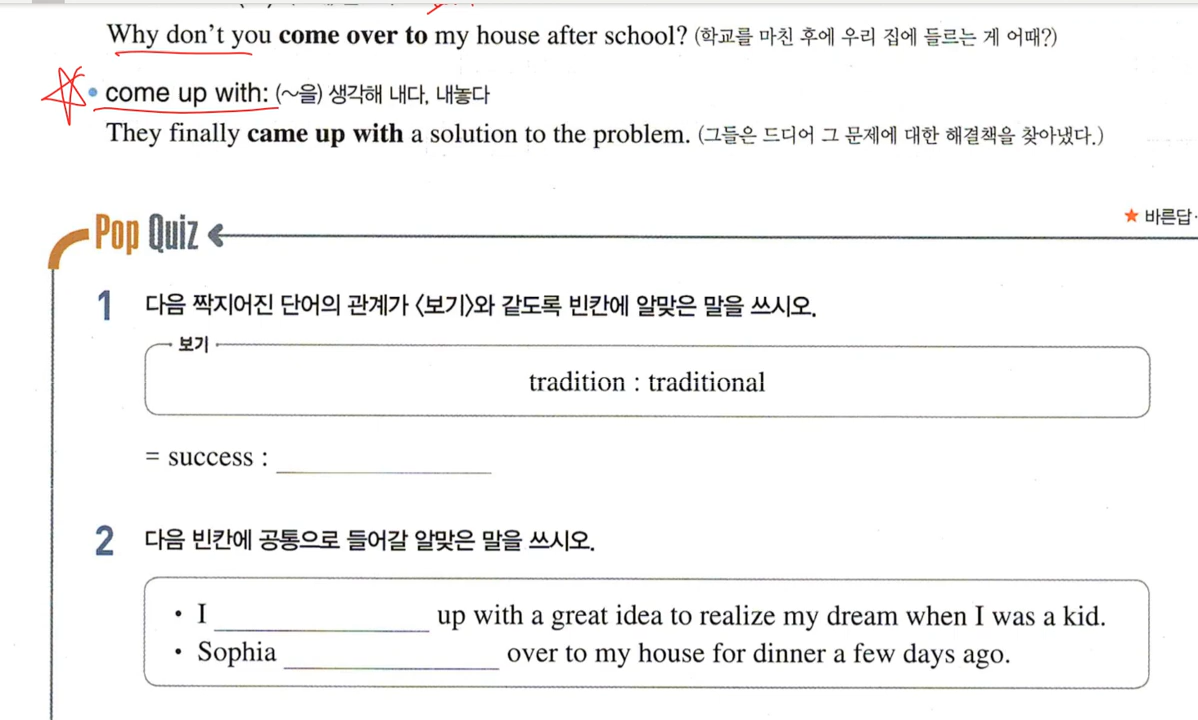 Why don't you come over to my house after school? (학교를 마친 후에 우리 집에 들르는 게 어때?)
• come up with: (~을) 생각해 내다, 내놓다
They finally came up with a solution to the problem. (그들은 드디어 그 문제에 대한 해결책을 찾아냈다.)
Pop Quiz
★ 바른답·
1 다음 짝지어진 단어의 관계가 〈보기〉와 같도록 빈칸에 알맞은 말을 쓰시오.
보기
tradition : traditional
= success : ____________
2 다음 빈칸에 공통으로 들어갈 알맞은 말을 쓰시오.
• I ____________ up with a great idea to realize my dream when I was a kid.
• Sophia ____________ over to my house for dinner a few days ago.